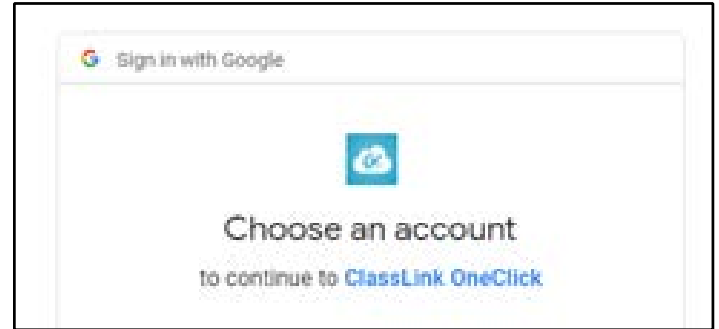 Sign in with Google
Choose an account
to continue to ClassLink OneClick